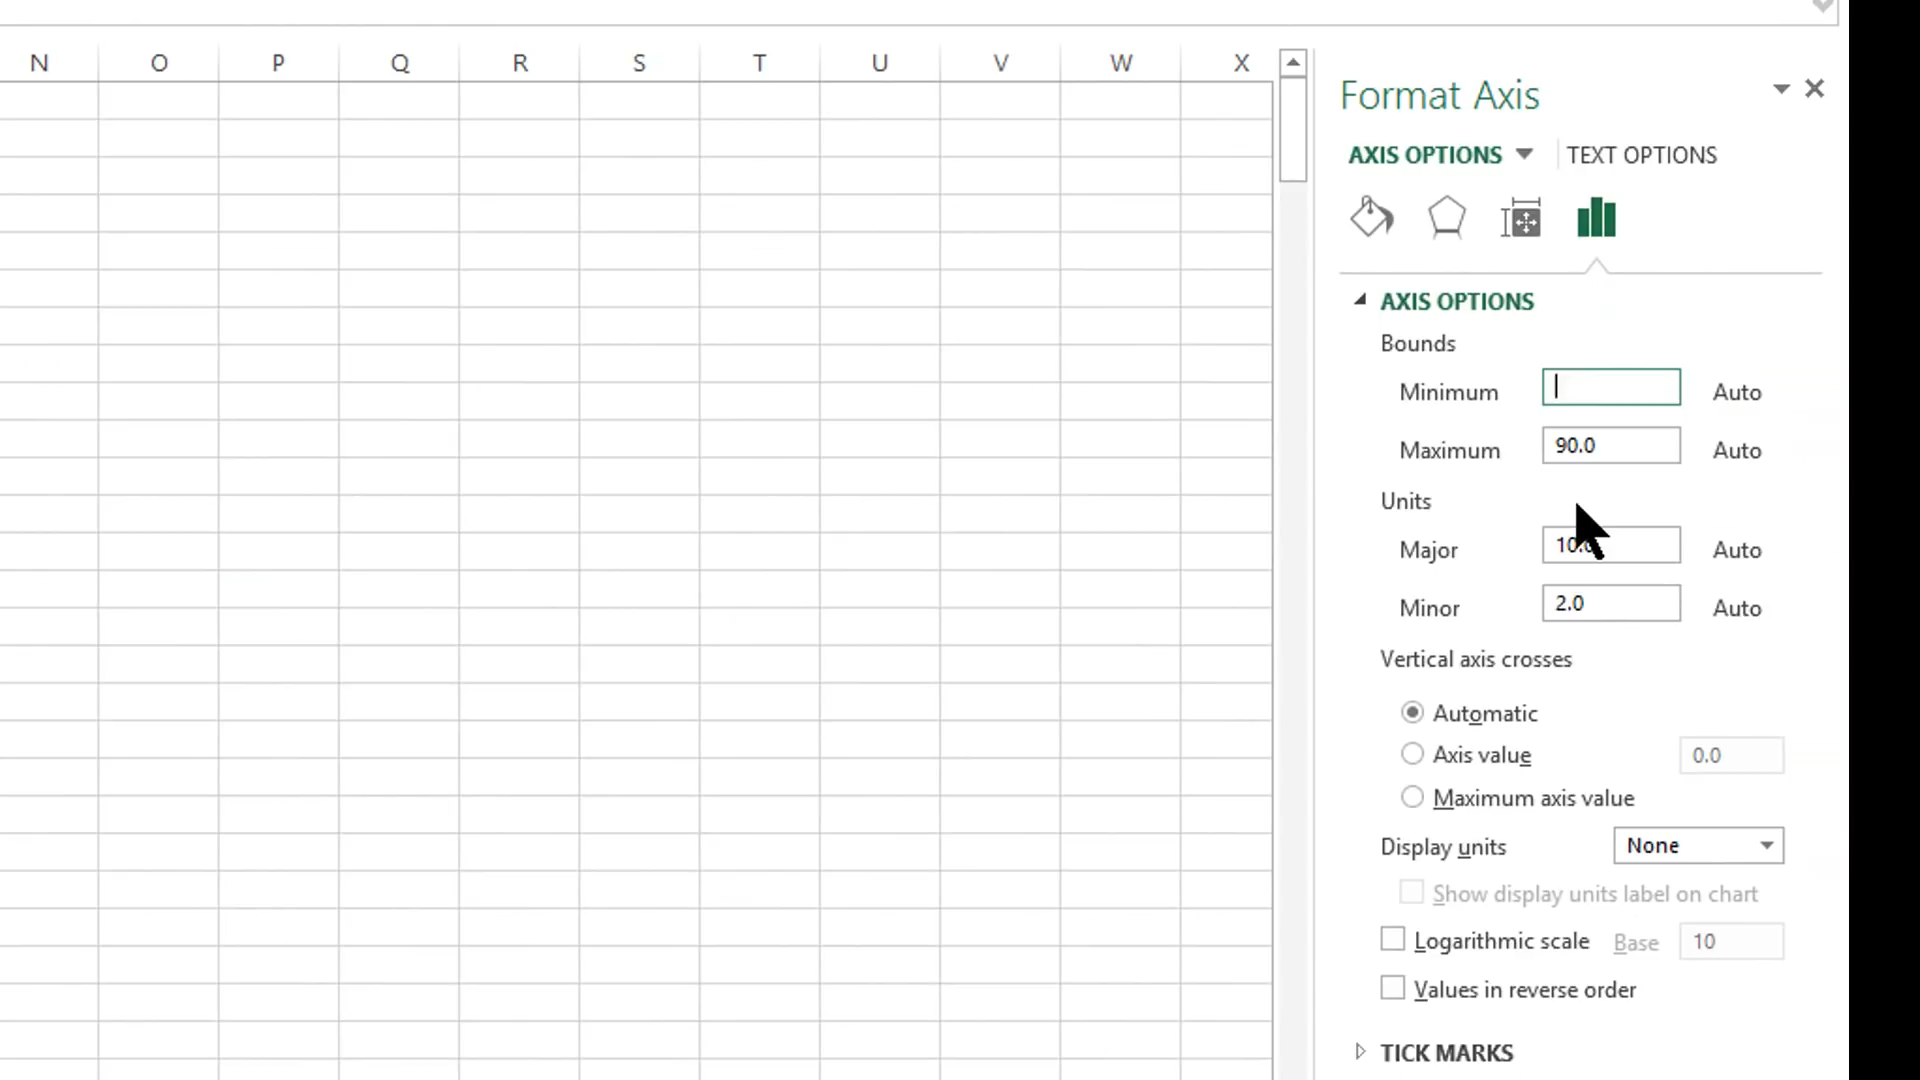 N O P Q R S T U V W X
Format Axis
AXIS OPTIONS TEXT OPTIONS
AXIS OPTIONS
Bounds
Minimum Auto
Maximum 90.0 Auto
Units
Major Auto
Minor 2.0 Auto
Vertical axis crosses
Automatic
Axis value 0.0
Maximum axis value
Display units None
Show display units label on chart
Logarithmic scale Base 10
Values in reverse order
TICK MARKS